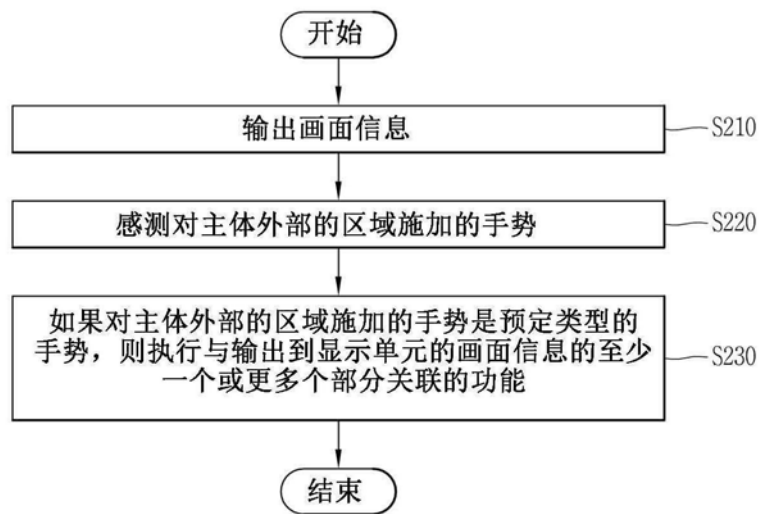 开始
输出画面信息
S210
感测对主体外部的区域施加的手势
S220
如果对主体外部的区域施加的手势是预定类型的
手势，则执行与输出到显示单元的画面信息的至少
一个或更多个部分关联的功能
S230
结束